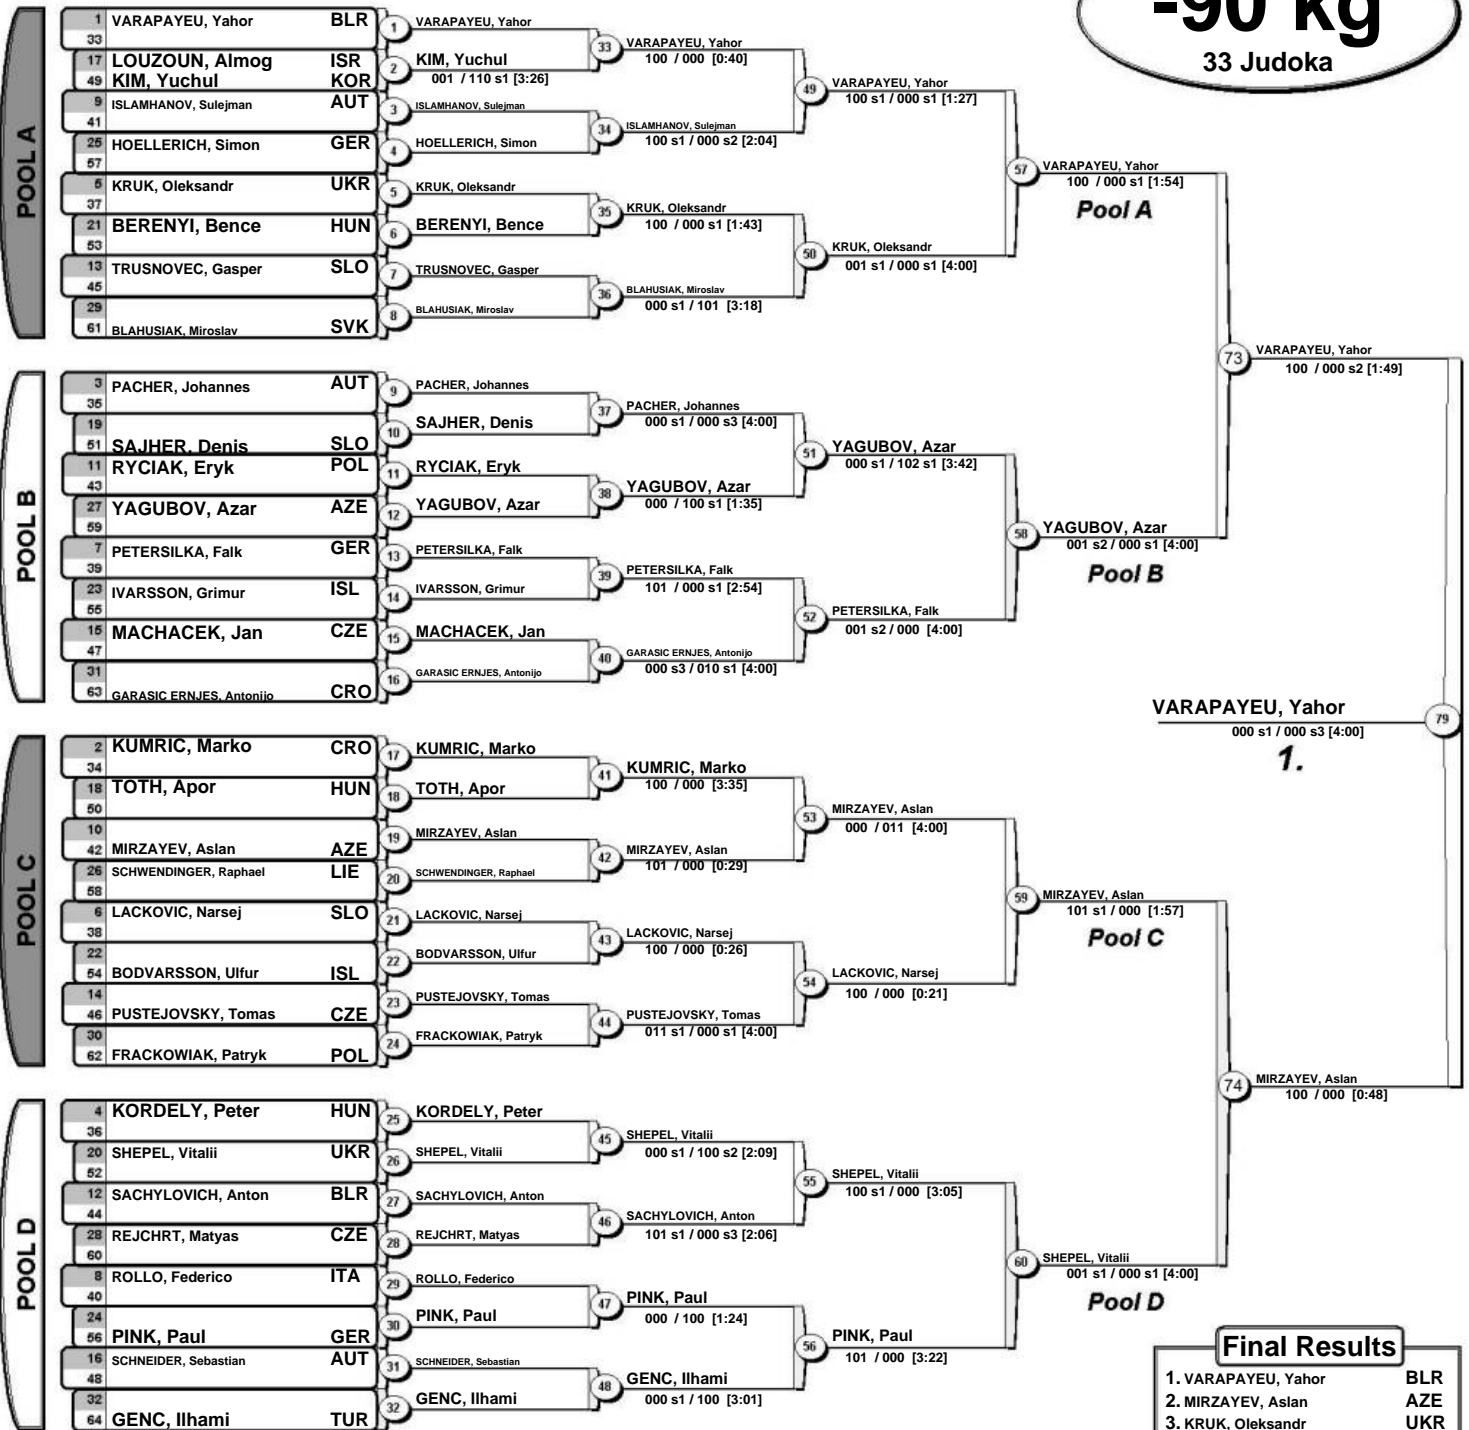 -90 kg
33 Judoka
POOL A
1 VARAPAYEU, Yahor BLR
33
17 LOUZOUN, Almog ISR
49 KIM, Yuchul KOR
9 ISLAMHANOV, Sulejman AUT
41
25 HOELLERICH, Simon GER
57
5 KRUK, Oleksandr UKR
37
21 BERENYI, Bence HUN
53
13 TRUSNOVEC, Gasper SLO
45
29
61 BLAHUSIAK, Miroslav SVK
1 VARAPAYEU, Yahor
2 KIM, Yuchul
001 / 110 s1 [3:26]
3 ISLAMHANOV, Sulejman
4 HOELLERICH, Simon
5 KRUK, Oleksandr
6 BERENYI, Bence
7 TRUSNOVEC, Gasper
8 BLAHUSIAK, Miroslav
33 VARAPAYEU, Yahor
100 / 000 [0:40]
34 ISLAMHANOV, Sulejman
100 s1 / 000 s2 [2:04]
35 KRUK, Oleksandr
100 / 000 s1 [1:43]
36 BLAHUSIAK, Miroslav
000 s1 / 101 [3:18]
49 VARAPAYEU, Yahor
100 s1 / 000 s1 [1:27]
50 KRUK, Oleksandr
001 s1 / 000 s1 [4:00]
57 VARAPAYEU, Yahor
100 / 000 s1 [1:54]
Pool A
POOL B
3 PACHER, Johannes AUT
35
19
51 SAJHER, Denis SLO
11 RYCIAK, Eryk POL
43
27 YAGUBOV, Azar AZE
59
7 PETERSILKA, Falk GER
39
23 IVARSSON, Grimur ISL
55
15 MACHACEK, Jan CZE
47
31
63 GARASIC ERNJES, Antonijo CRO
9 PACHER, Johannes
10 SAJHER, Denis
11 RYCIAK, Eryk
12 YAGUBOV, Azar
13 PETERSILKA, Falk
14 IVARSSON, Grimur
15 MACHACEK, Jan
16 GARASIC ERNJES, Antonijo
37 PACHER, Johannes
000 s1 / 000 s3 [4:00]
38 YAGUBOV, Azar
000 / 100 s1 [1:35]
39 PETERSILKA, Falk
101 / 000 s1 [2:54]
40 GARASIC ERNJES, Antonijo
000 s3 / 010 s1 [4:00]
51 YAGUBOV, Azar
000 s1 / 102 s1 [3:42]
52 PETERSILKA, Falk
001 s2 / 000 [4:00]
58 YAGUBOV, Azar
001 s2 / 000 s1 [4:00]
Pool B
73 VARAPAYEU, Yahor
100 / 000 s2 [1:49]
VARAPAYEU, Yahor 79
000 s1 / 000 s3 [4:00]
1.
POOL C
2 KUMRIC, Marko CRO
34
18 TOTH, Apor HUN
50
10
42 MIRZAYEV, Aslan AZE
26 SCHWENDINGER, Raphael LIE
58
6 LACKOVIC, Narsej SLO
38
22
54 BODVARSSON, Ulfur ISL
14
46 PUSTEJOVSKY, Tomas CZE
30
62 FRACKOWIAK, Patryk POL
17 KUMRIC, Marko
18 TOTH, Apor
19 MIRZAYEV, Aslan
20 SCHWENDINGER, Raphael
21 LACKOVIC, Narsej
22 BODVARSSON, Ulfur
23 PUSTEJOVSKY, Tomas
24 FRACKOWIAK, Patryk
41 KUMRIC, Marko
100 / 000 [3:35]
42 MIRZAYEV, Aslan
101 / 000 [0:29]
43 LACKOVIC, Narsej
100 / 000 [0:26]
44 PUSTEJOVSKY, Tomas
011 s1 / 000 s1 [4:00]
53 MIRZAYEV, Aslan
000 / 011 [4:00]
54 LACKOVIC, Narsej
100 / 000 [0:21]
59 MIRZAYEV, Aslan
101 s1 / 000 [1:57]
Pool C
POOL D
4 KORDELY, Peter HUN
36
20 SHEPEL, Vitalii UKR
52
12 SACHYLOVICH, Anton BLR
44
28 REJCHRT, Matyas CZE
60
8 ROLLO, Federico ITA
40
24
56 PINK, Paul GER
16 SCHNEIDER, Sebastian AUT
48
32
64 GENC, Ilhami TUR
25 KORDELY, Peter
26 SHEPEL, Vitalii
27 SACHYLOVICH, Anton
28 REJCHRT, Matyas
29 ROLLO, Federico
30 PINK, Paul
31 SCHNEIDER, Sebastian
32 GENC, Ilhami
45 SHEPEL, Vitalii
000 s1 / 100 s2 [2:09]
46 SACHYLOVICH, Anton
101 s1 / 000 s3 [2:06]
47 PINK, Paul
000 / 100 [1:24]
48 GENC, Ilhami
000 s1 / 100 [3:01]
55 SHEPEL, Vitalii
100 s1 / 000 [3:05]
56 PINK, Paul
101 / 000 [3:22]
60 SHEPEL, Vitalii
001 s1 / 000 s1 [4:00]
Pool D
74 MIRZAYEV, Aslan
100 / 000 [0:48]
Final Results
1. VARAPAYEU, Yahor BLR
2. MIRZAYEV, Aslan AZE
3. KRUK, Oleksandr UKR